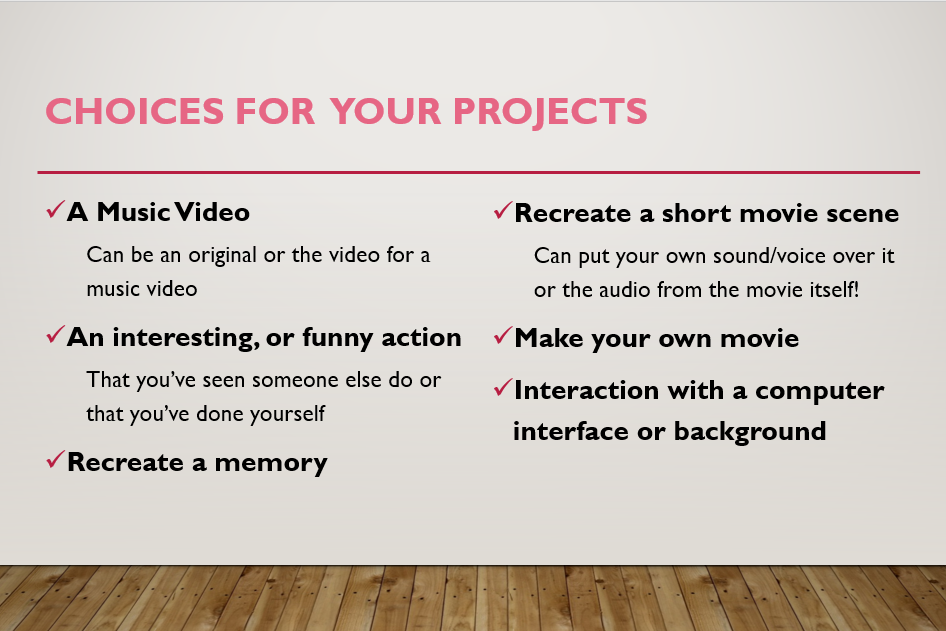 CHOICES FOR YOUR PROJECTS
✓A Music Video
Can be an original or the video for a
music video
✓An interesting, or funny action
That you've seen someone else do or
that you've done yourself
✓Recreate a memory
✓Recreate a short movie scene
Can put your own sound/voice over it
or the audio from the movie itself!
✓Make your own movie
✓Interaction with a computer
interface or background